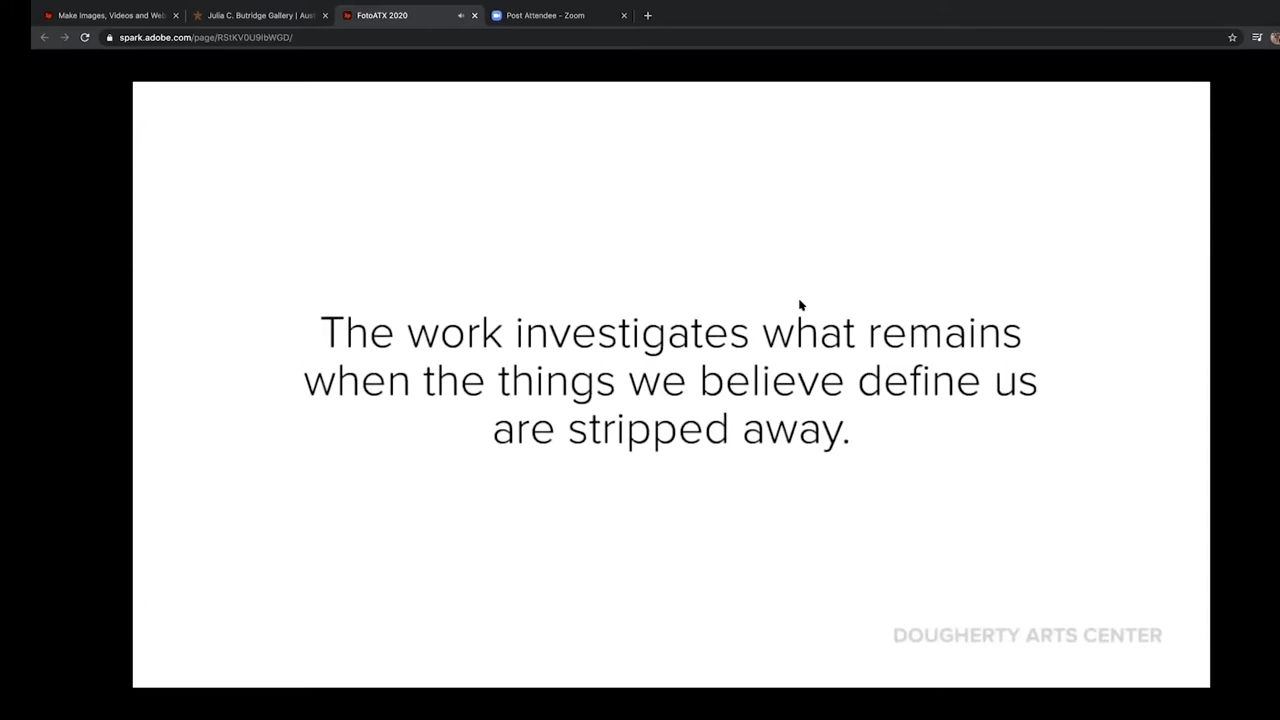 Make Images, Videos and Web
Julia C. Butridge Gallery | Aust
FotoATX 2020
Post Attendee - Zoom
spark.adobe.com/page/RStKV0U9lbWGD/
The work investigates what remains
when the things we believe define us
are stripped away.
DOUGHERTY ARTS CENTER